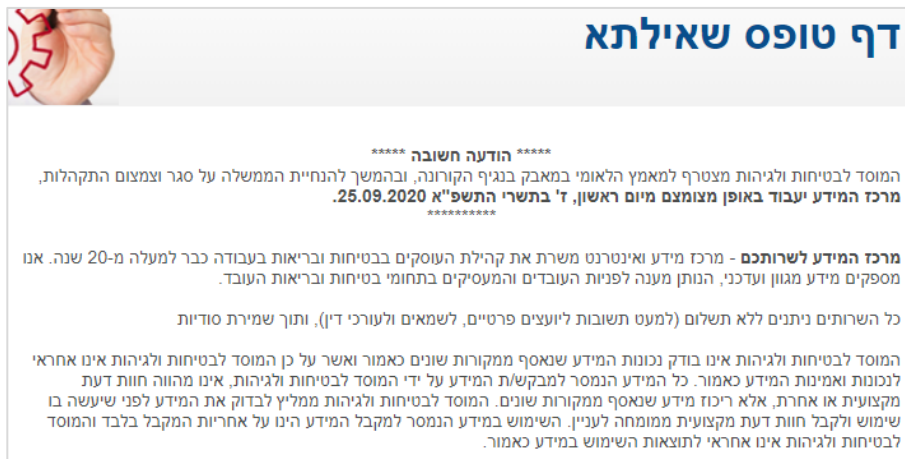 דף טופס שאילתא
***** הודעה חשובה *****
המוסד לבטיחות ולגיהות מצטרף למאמץ הלאומי במאבק בנגיף הקורונה, ובהמשך להנחיית הממשלה על סגר וצמצום התקהלות,
מרכז המידע יעבוד באופן מצומצם מיום ראשון, ז' בתשרי התשפ"א 25.09.2020.
**********
מרכז המידע לשרותכם - מרכז מידע ואינטרנט משרת את קהילת העוסקים בבטיחות ובריאות בעבודה כבר למעלה מ-20 שנה. אנו
מספקים מידע מגוון ועדכני, הנותן מענה לפניות העובדים והמעסיקים בתחומי בטיחות ובריאות העובד.
כל השרותים ניתנים ללא תשלום (למעט תשובות ליועצים פרטיים, לשמאים ולעורכי דין), ותוך שמירת סודיות
המוסד לבטיחות ולגיהות אינו בודק נכונות המידע שנאסף ממקורות שונים כאמור ואשר על כן המוסד לבטיחות ולגיהות אינו אחראי
לנכונות ואמינות המידע כאמור. כל המידע הנמסר למבקש/ת המידע על ידי המוסד לבטיחות ולגיהות, אינו מהווה חוות דעת
מקצועית או אחרת, אלא ריכוז מידע שנאסף ממקורות שונים. המוסד לבטיחות ולגיהות ממליץ לבדוק את המידע לפני שיעשה בו
שימוש ולקבל חוות דעת מקצועית ממומחה לעניין. השימוש במידע הנמסר למקבל המידע הינו על אחריות המקבל בלבד והמוסד
לבטיחות ולגיהות אינו אחראי לתוצאות השימוש במידע כאמור.